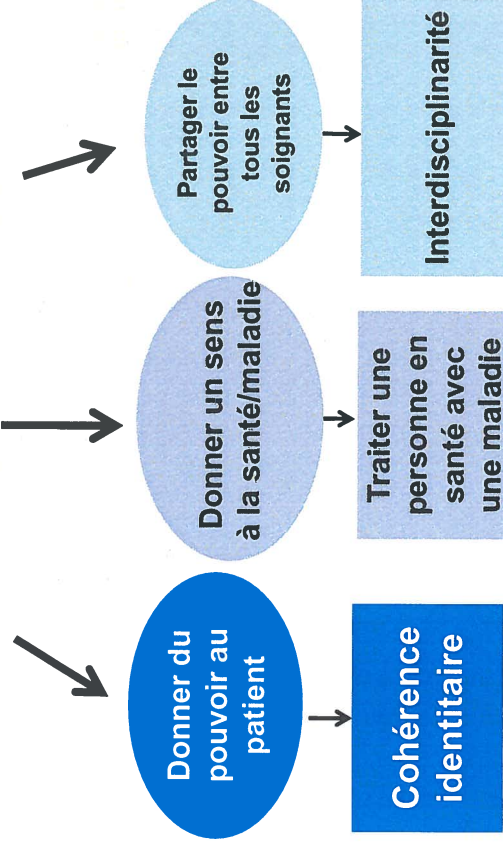 Donner du
pouvoir au
patient
Cohérence
identitaire
Donner un sens
à la santé/maladie
Traiter une
personne en
santé avec
une maladie
Partager le
pouvoir entre
tous les
soignants
Interdisciplinarité